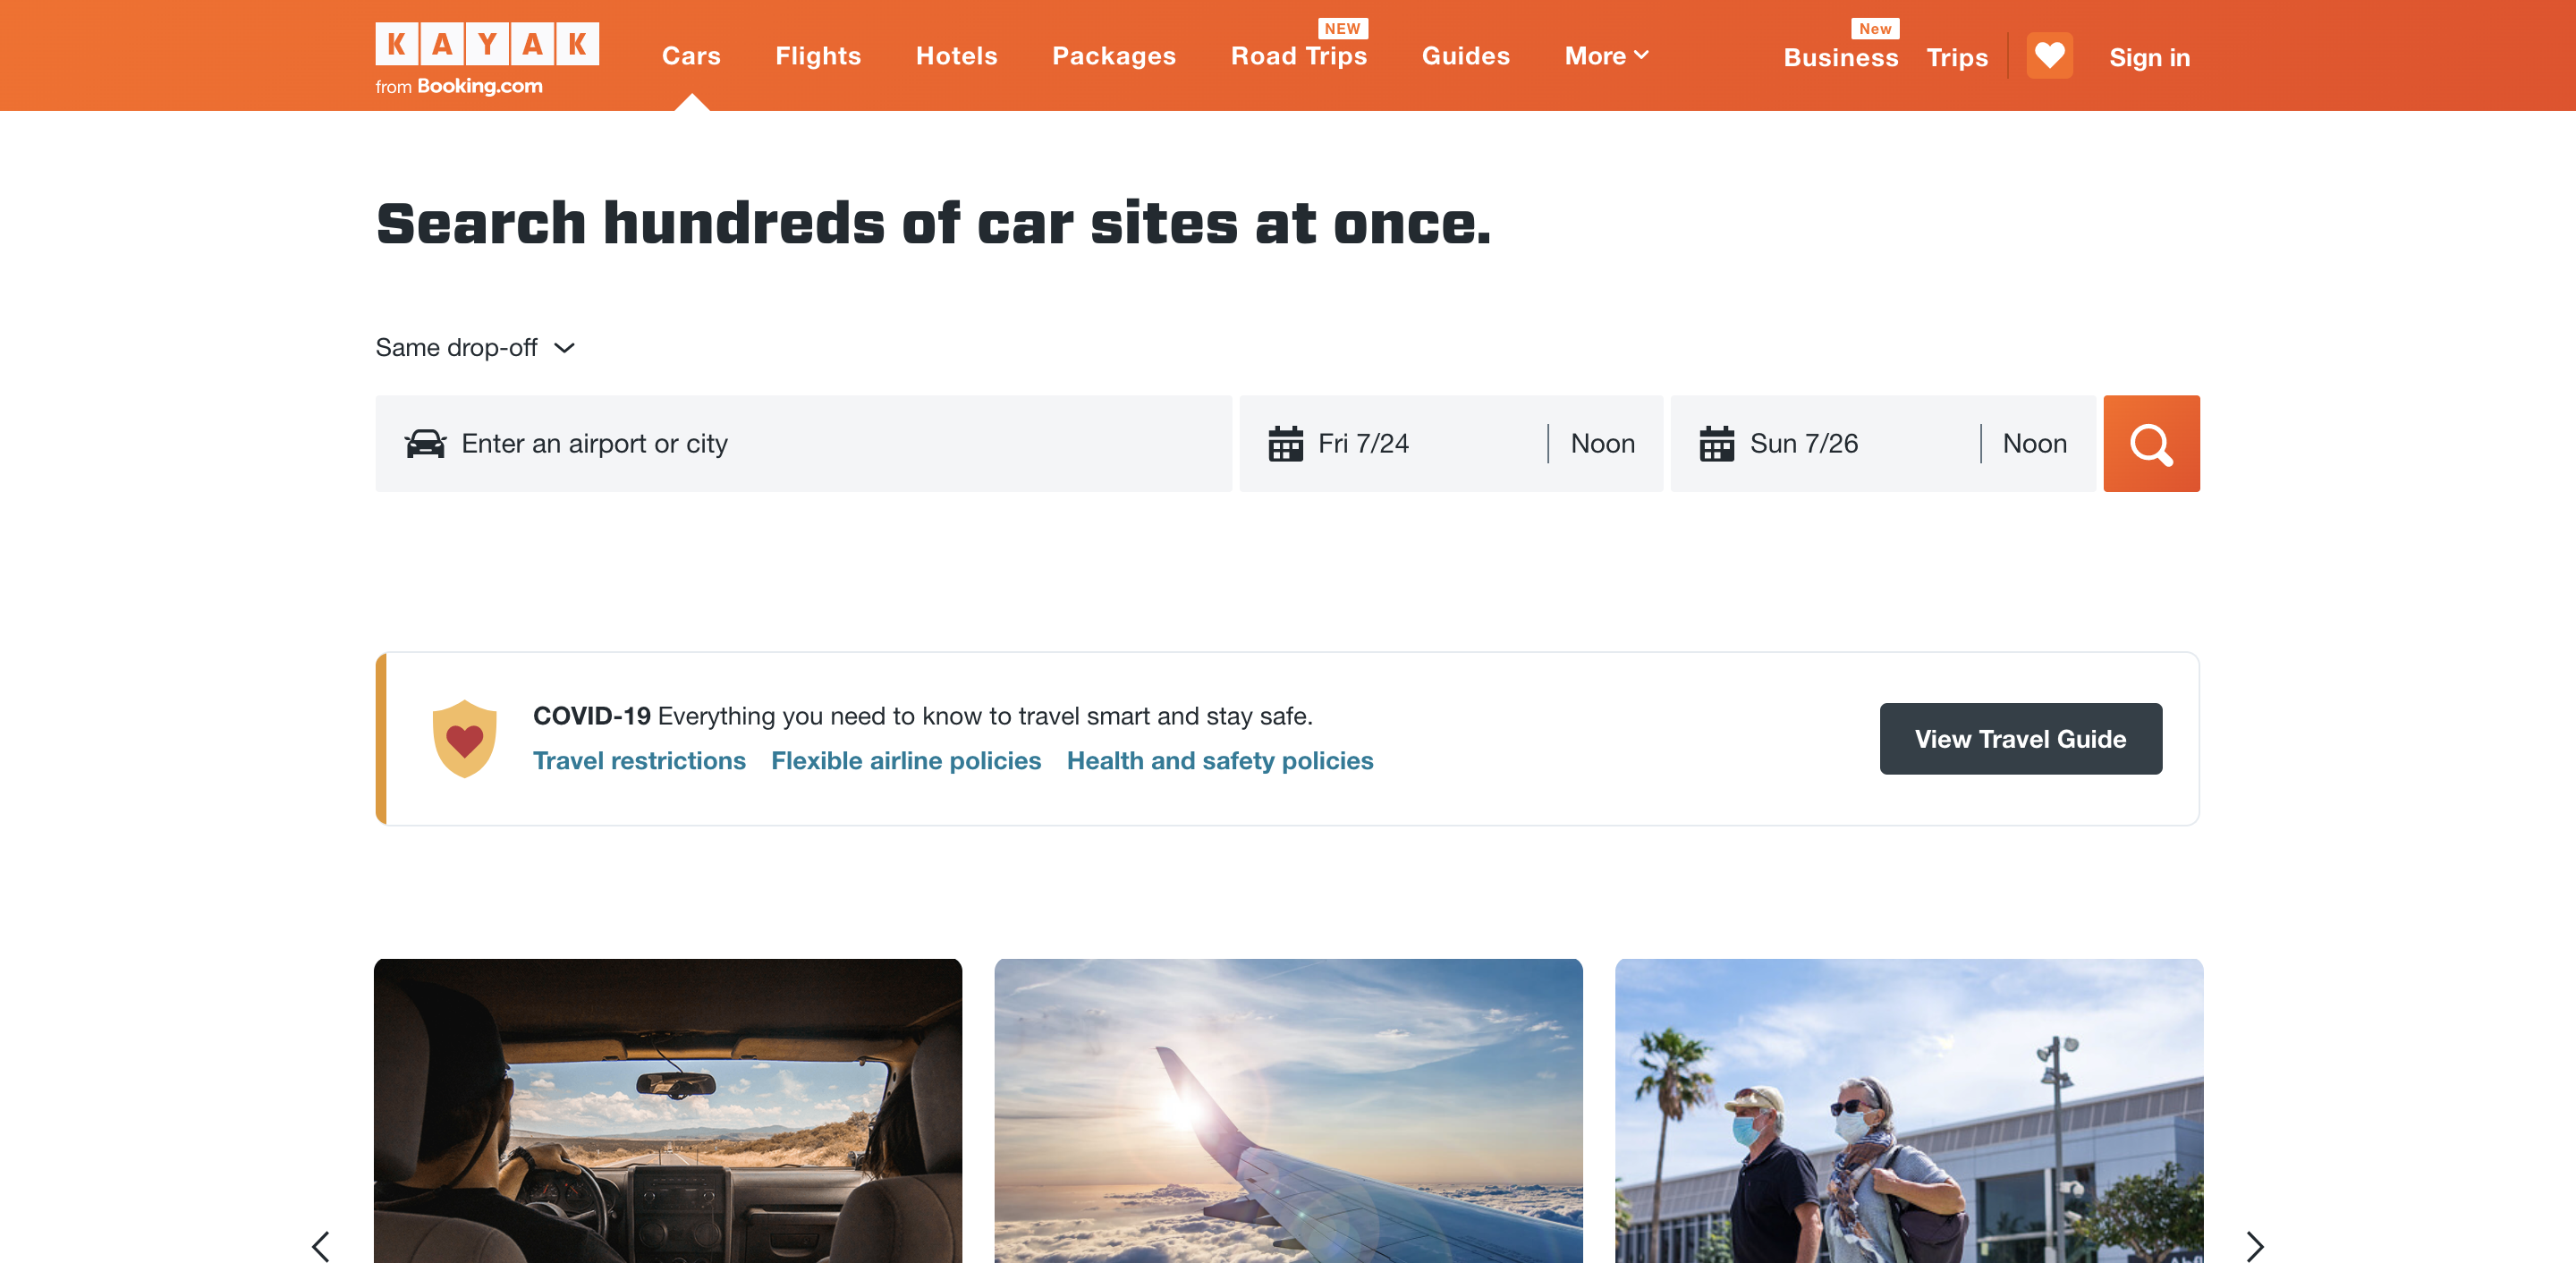 KAYAK
from Booking.com
Cars
Flights
Hotels
Packages
NEW
Road Trips
Guides
More
New
Business
Trips
Sign in
Search hundreds of car sites at once.
Same drop-off
Enter an airport or city
Fri 7/24
Noon
Sun 7/26
Noon
COVID-19 Everything you need to know to travel smart and stay safe.
Travel restrictions
Flexible airline policies
Health and safety policies
View Travel Guide